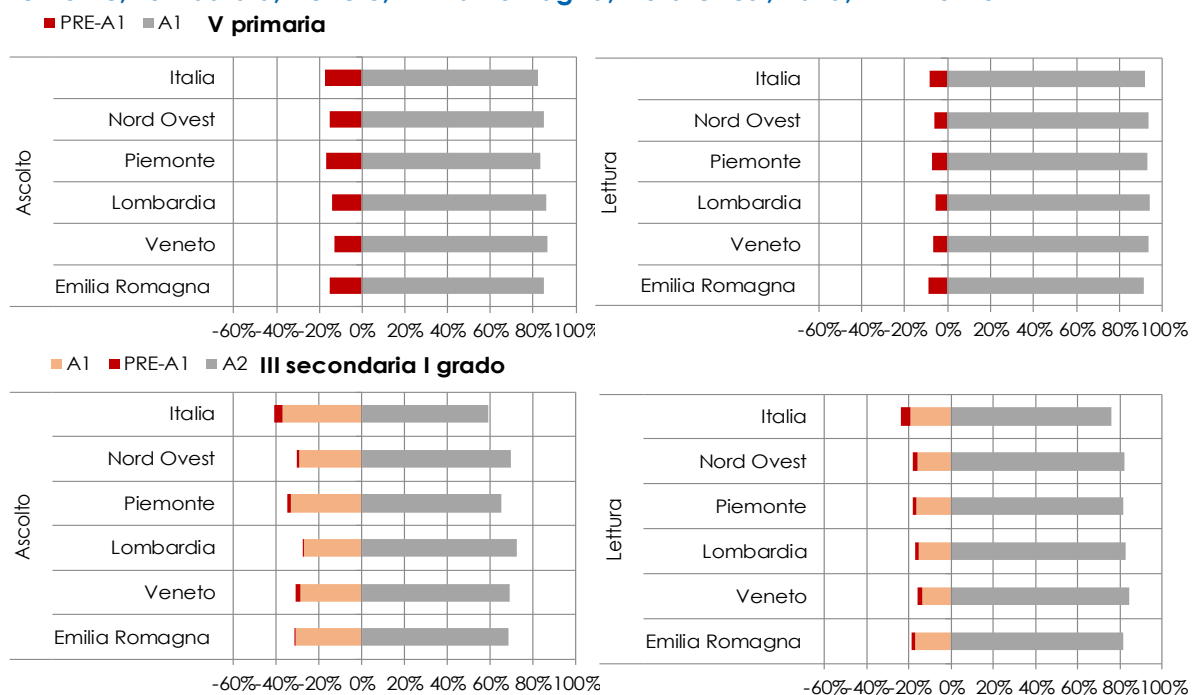 PRE-A1 A1 V primaria
Ascolto
Italia
Nord Ovest
Piemonte
Lombardia
Veneto
Emilia Romagna
-60%-40%-20% 0% 20% 40% 60% 80%100%
Lettura
Italia
Nord Ovest
Piemonte
Lombardia
Veneto
Emilia Romagna
-60%-40%-20% 0% 20% 40% 60% 80%100%
A1 PRE-A1 A2 III secondaria I grado
Ascolto
Italia
Nord Ovest
Piemonte
Lombardia
Veneto
Emilia Romagna
-60%-40%-20% 0% 20% 40% 60% 80%100%
Lettura
Italia
Nord Ovest
Piemonte
Lombardia
Veneto
Emilia Romagna
-60%-40%-20% 0% 20% 40% 60% 80%100%